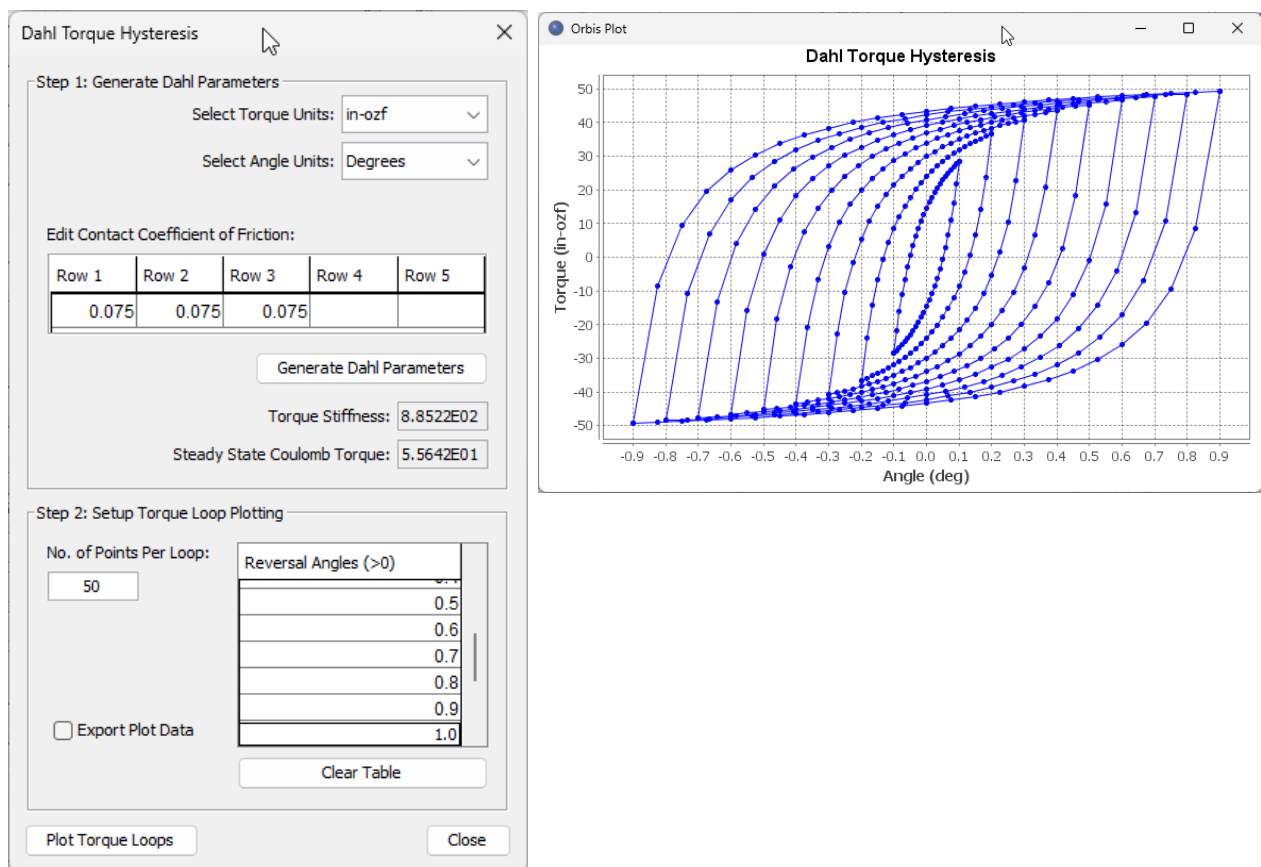 Dahl Torque Hysteresis
Step 1: Generate Dahl Parameters
Select Torque Units: in-ozf
Select Angle Units: Degrees
Edit Contact Coefficient of Friction:
Row 1 Row 2 Row 3 Row 4 Row 5
0.075 0.075 0.075
Generate Dahl Parameters
Torque Stiffness: 8.8522E02
Steady State Coulomb Torque: 5.5642E01
Step 2: Setup Torque Loop Plotting
No. of Points Per Loop:
50
Reversal Angles (>0)
0.5
0.6
0.7
0.8
0.9
1.0
Export Plot Data
Clear Table
Plot Torque Loops
Close
Orbis Plot
Dahl Torque Hysteresis
Torque (in-ozf)
50
40
30
20
10
0
-10
-20
-30
-40
-50
-0.9 -0.8 -0.7 -0.6 -0.5 -0.4 -0.3 -0.2 -0.1 0.0 0.1 0.2 0.3 0.4 0.5 0.6 0.7 0.8 0.9
Angle (deg)